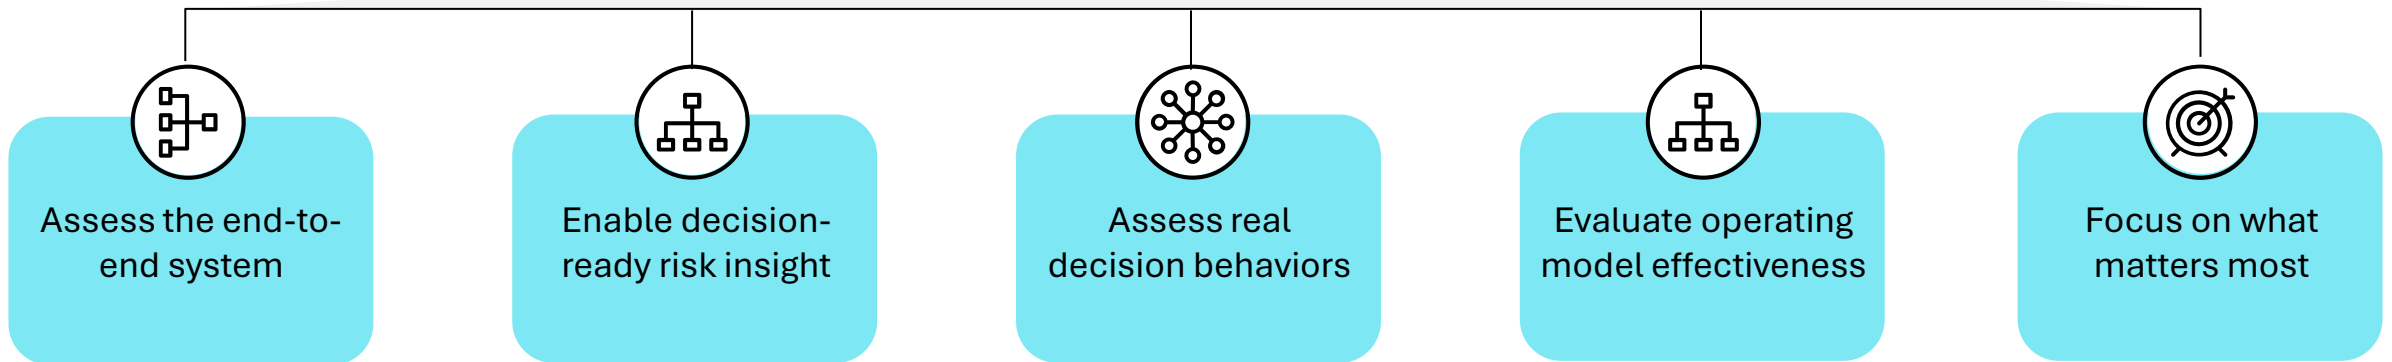 Assess the end-to-
end system
Enable decision-
ready risk insight
Assess real
decision behaviors
Evaluate operating
model effectiveness
Focus on what
matters most